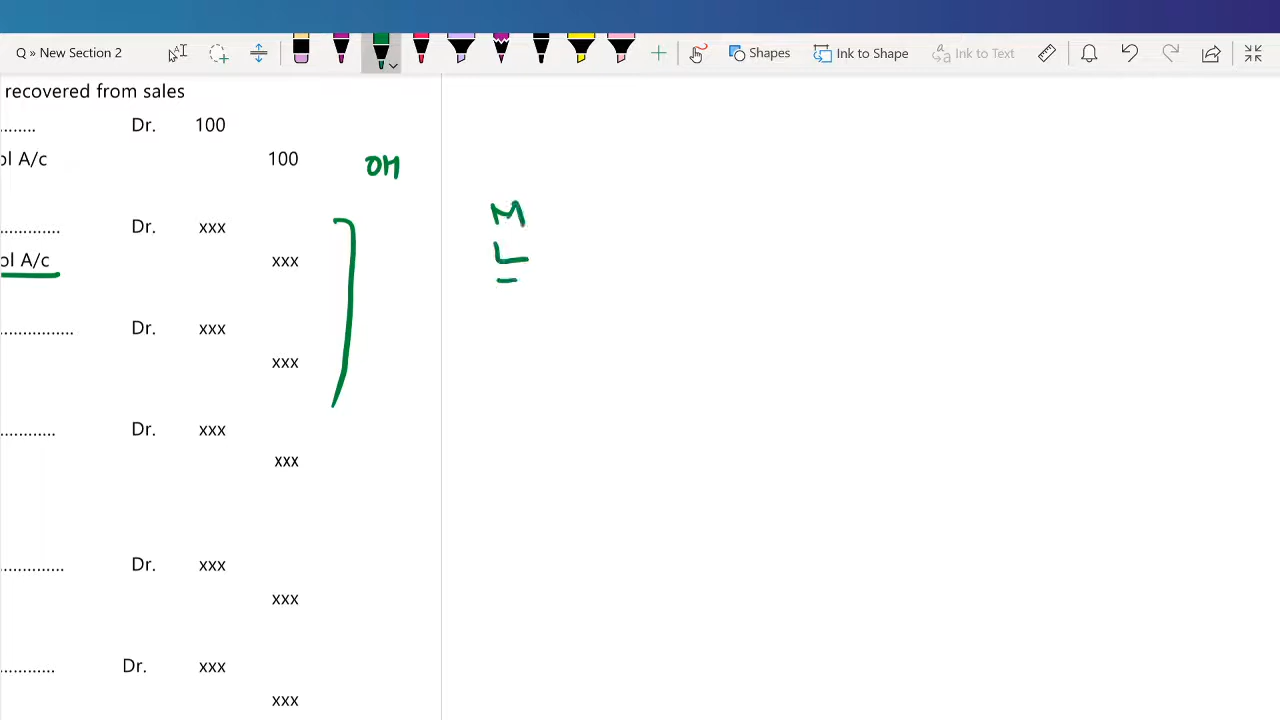 Q » New Section 2 Shapes Ink to Shape Ink to Text
recovered from sales
........ Dr. 100
ol A/c 100
OH
M
............. Dr. xxx
ol A/c xxx
L
................ Dr. xxx
xxx
............ Dr. xxx
xxx
.............. Dr. xxx
xxx
............ Dr. xxx
xxx